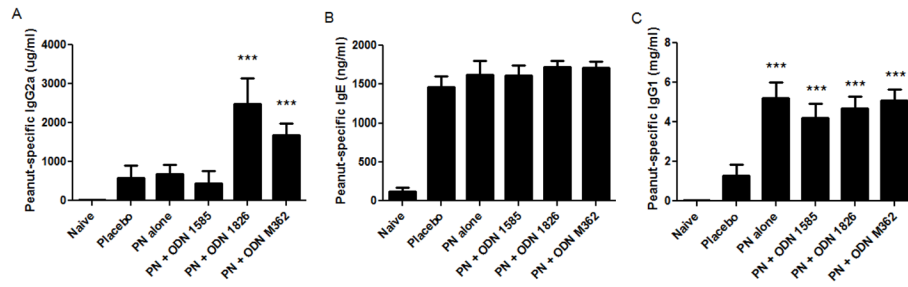 A
Peanut-specific IgG2a (ug/ml)
4000
3000
2000
1000
0
***
***
Naive
Placebo
PN alone
PN + ODN 1585
PN + ODN 1826
PN + ODN M362
B
Peanut-specific IgE (ng/ml)
2000
1500
1000
500
0
Naive
Placebo
PN alone
PN + ODN 1585
PN + ODN 1826
PN + ODN M362
C
Peanut-specific IgG1 (mg/ml)
8
6
4
2
0
***
***
***
***
Naive
Placebo
PN alone
PN + ODN 1585
PN + ODN 1826
PN + ODN M362